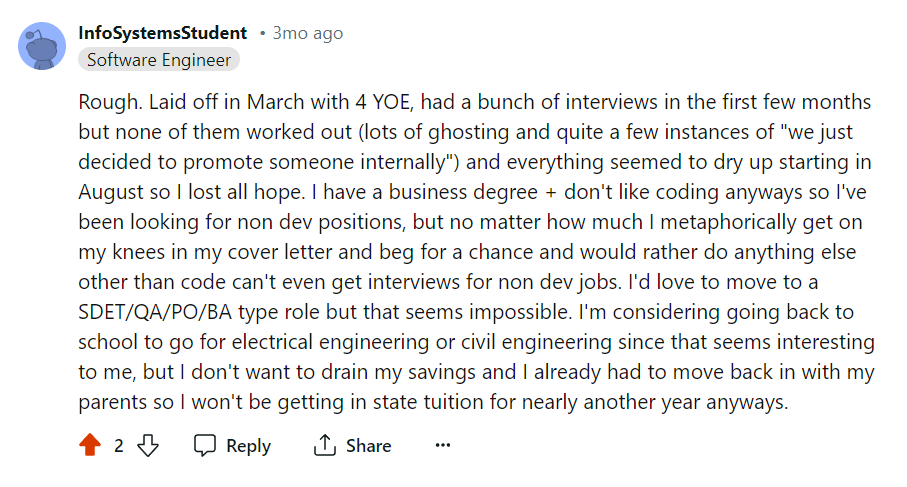 InfoSystemsStudent • 3mo ago
Software Engineer
Rough. Laid off in March with 4 YOE, had a bunch of interviews in the first few months
but none of them worked out (lots of ghosting and quite a few instances of "we just
decided to promote someone internally") and everything seemed to dry up starting in
August so I lost all hope. I have a business degree + don't like coding anyways so I've
been looking for non dev positions, but no matter how much I metaphorically get on
my knees in my cover letter and beg for a chance and would rather do anything else
other than code can't even get interviews for non dev jobs. I'd love to move to a
SDET/QA/PO/BA type role but that seems impossible. I'm considering going back to
school to go for electrical engineering or civil engineering since that seems interesting
to me, but I don't want to drain my savings and I already had to move back in with my
parents so I won't be getting in state tuition for nearly another year anyways.
2 Reply Share ···